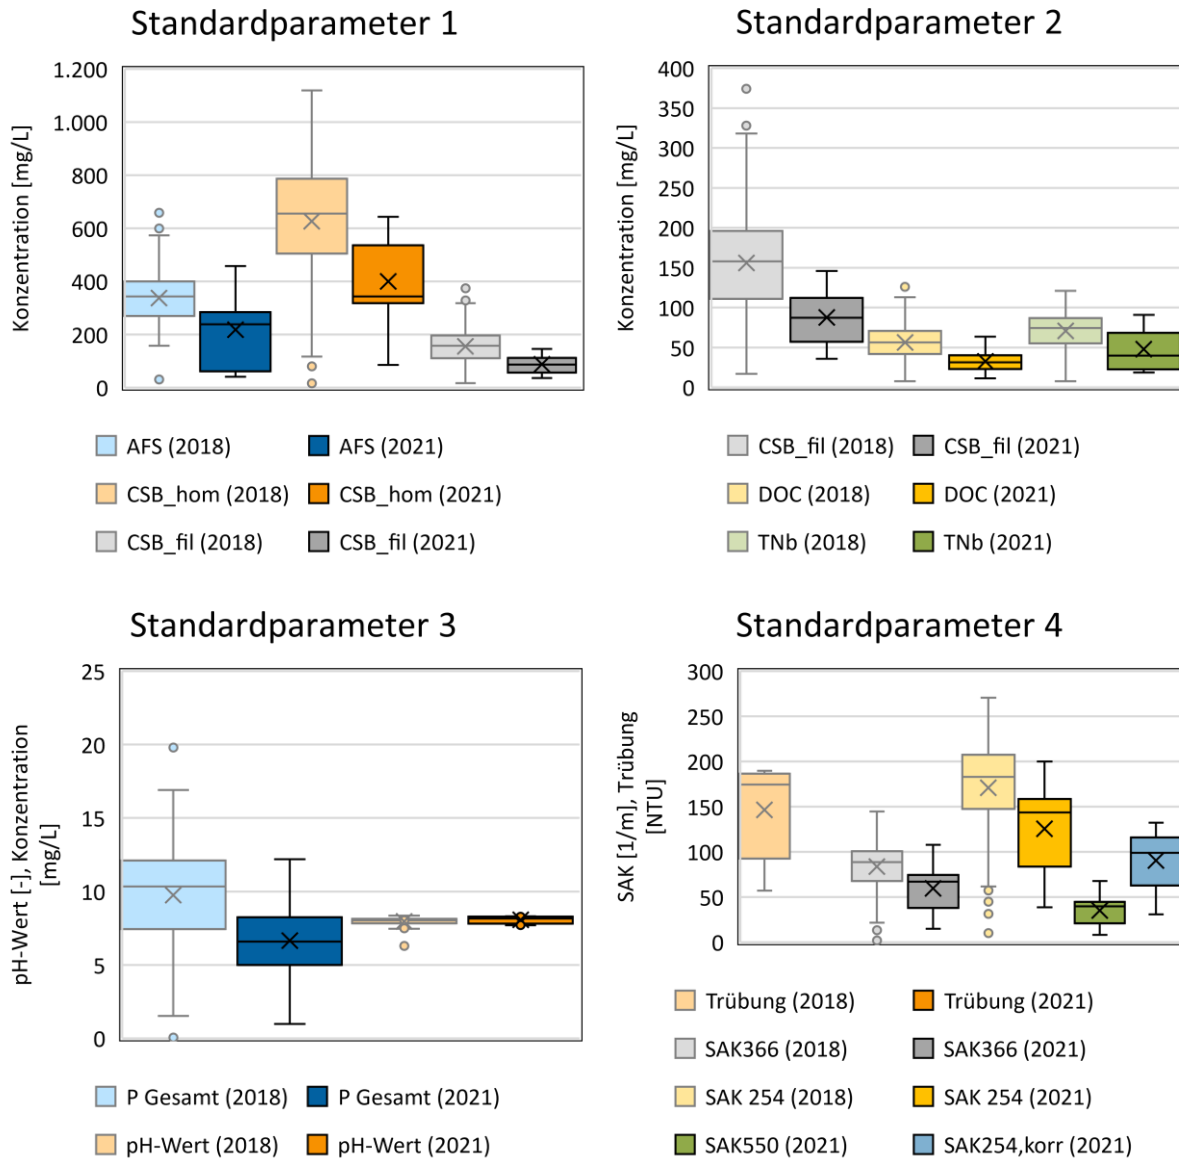 Standardparameter 1
Konzentration [mg/L]
1.200
1.000
800
600
400
200
0
AFS (2018)
AFS (2021)
CSB_hom (2018)
CSB_hom (2021)
CSB_fil (2018)
CSB_fil (2021)
Standardparameter 2
Konzentration [mg/L]
400
350
300
250
200
150
100
50
0
CSB_fil (2018)
CSB_fil (2021)
DOC (2018)
DOC (2021)
TNb (2018)
TNb (2021)
Standardparameter 3
pH-Wert [-], Konzentration
[mg/L]
25
20
15
10
5
0
P Gesamt (2018)
P Gesamt (2021)
pH-Wert (2018)
pH-Wert (2021)
Standardparameter 4
SAK [1/m], Trübung
[NTU]
300
250
200
150
100
50
0
Trübung (2018)
Trübung (2021)
SAK366 (2018)
SAK366 (2021)
SAK 254 (2018)
SAK 254 (2021)
SAK550 (2021)
SAK254,korr (2021)